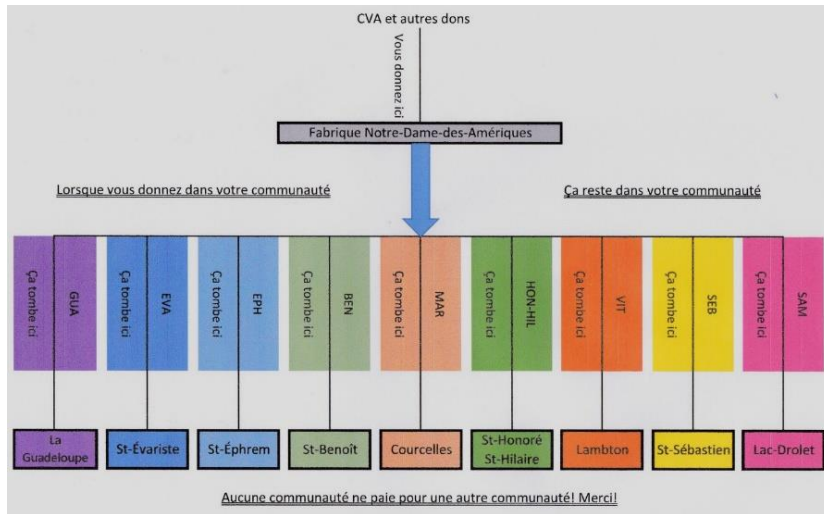 CVA et autres dons
Vous donnez ici
Fabrique Notre-Dame-des-Amériques
Lorsque vous donnez dans votre communauté
Ça reste dans votre communauté
Ça tombe ici
GUA
Ça tombe ici
EVA
Ça tombe ici
EPH
Ça tombe ici
BEN
Ça tombe ici
MAR
Ça tombe ici
HON-HIL
Ça tombe ici
VIT
Ça tombe ici
SEB
Ça tombe ici
SAM
La
Guadeloupe
St-Évariste
St-Éphrem
St-Benoît
Courcelles
St-Honoré
St-Hilaire
Lambton
St-Sébastien
Lac-Drolet
Aucune communauté ne paie pour une autre communauté! Merci!